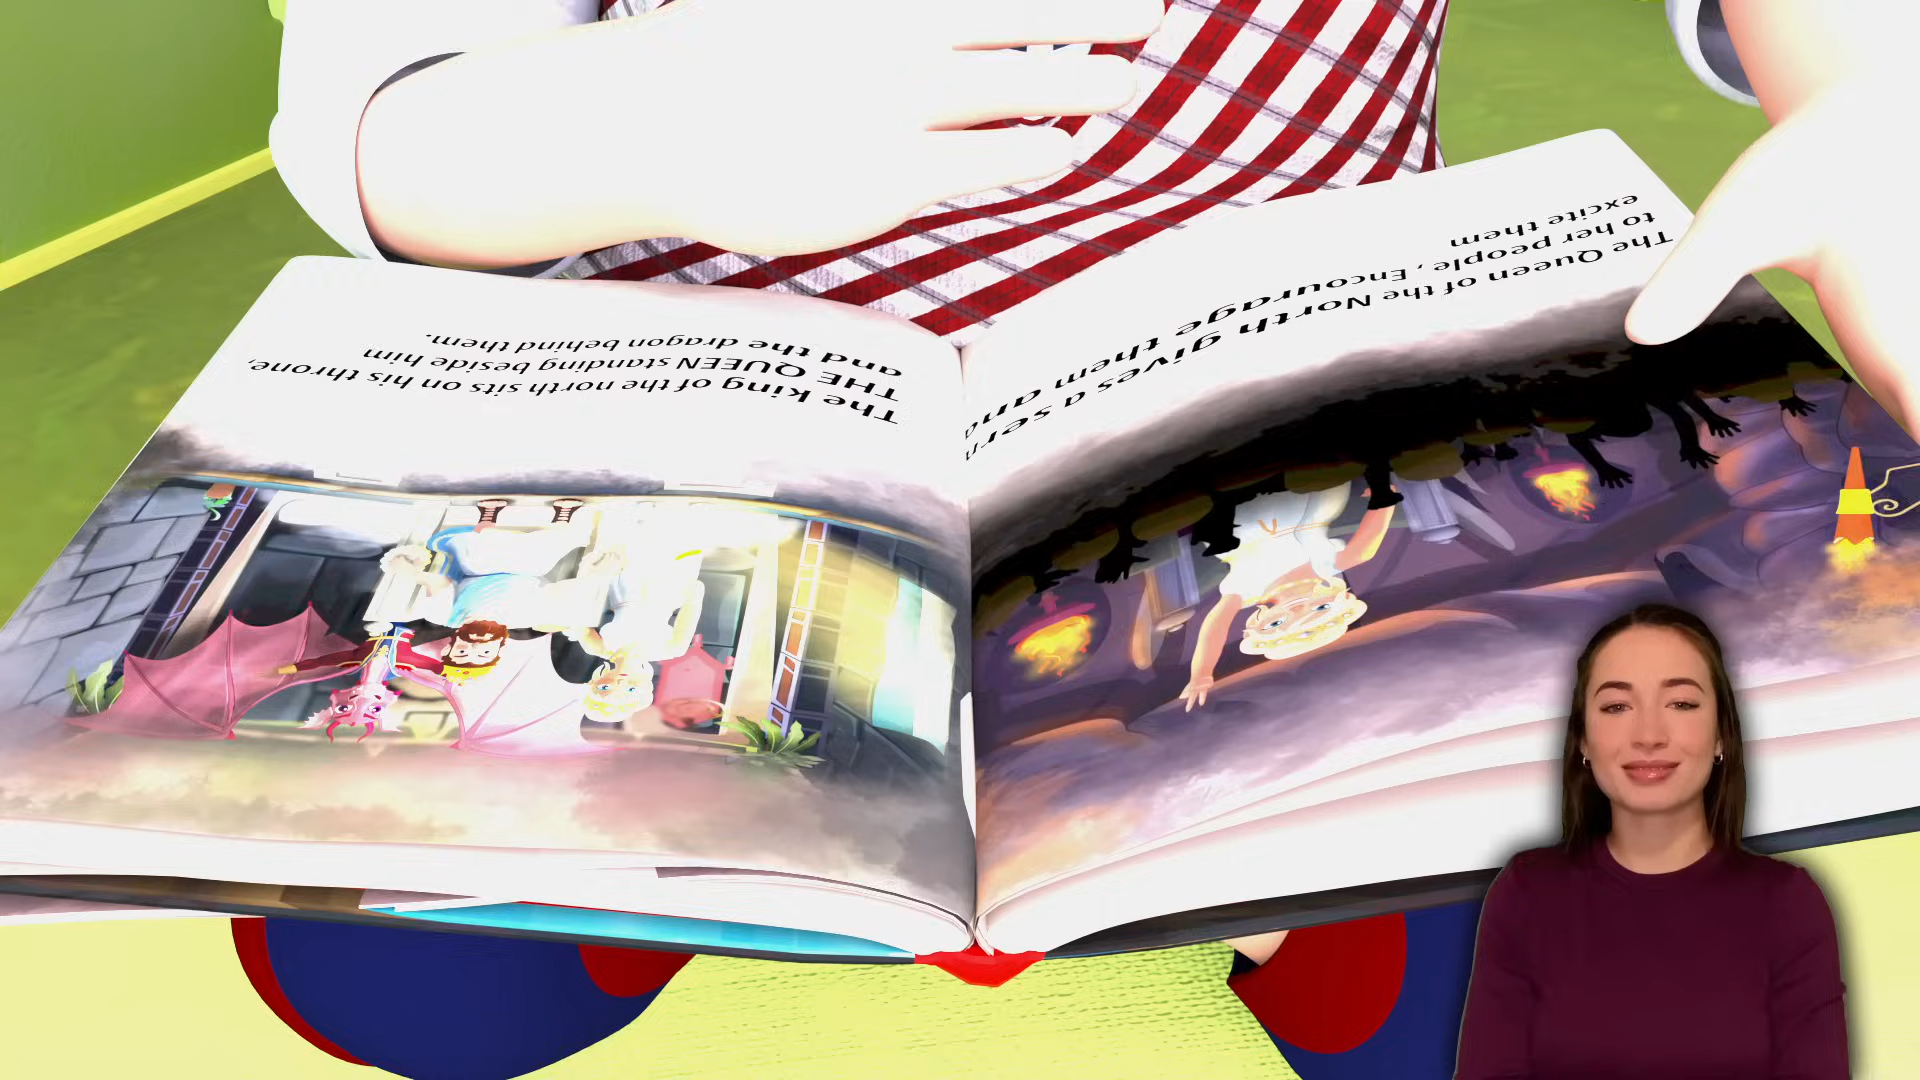 The Queen of the North gives a
to her people , Encourage them and
excite them
The king of the north sits on his throne,
THE QUEEN standing beside him
and the dragon behind them.